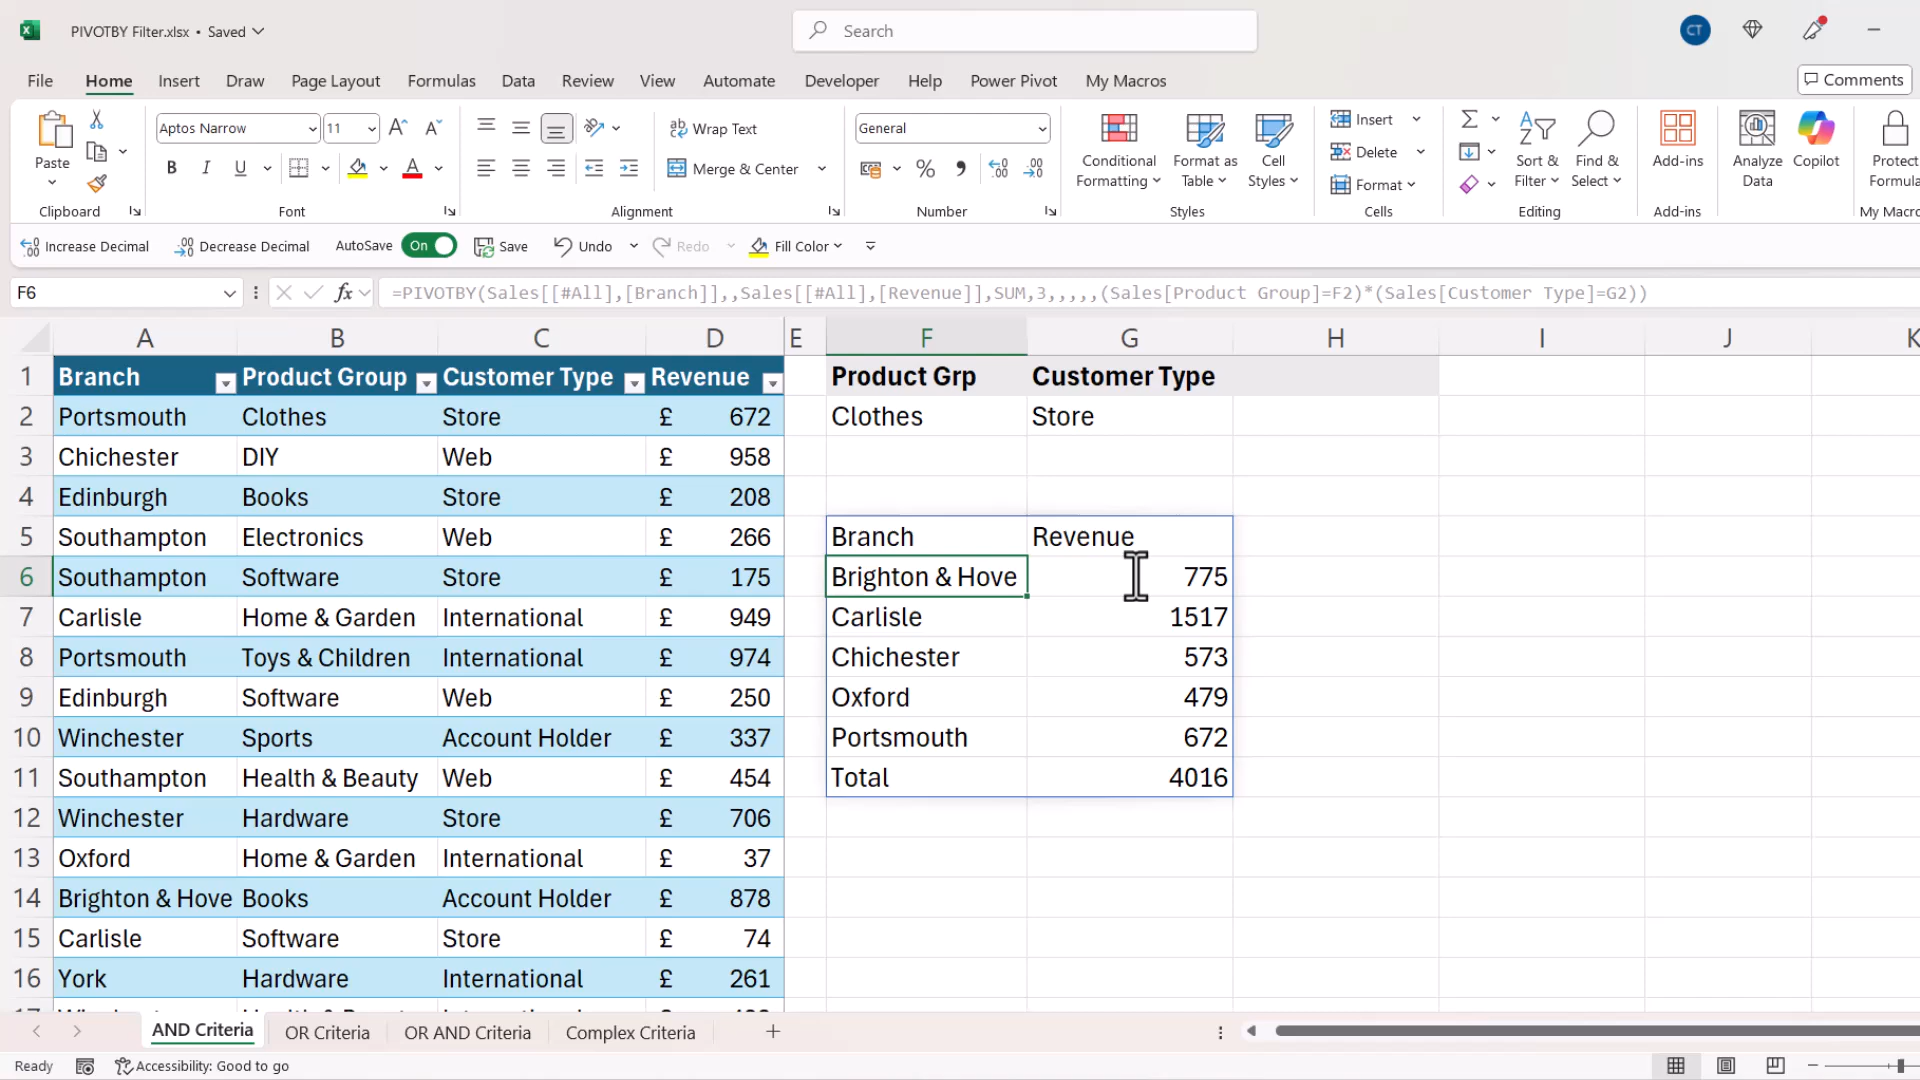 PIVOTBY Filter.xlsx • Saved
Search
CT
File Home Insert Draw Page Layout Formulas Data Review View Automate Developer Help Power Pivot My Macros
Comments
Paste
Clipboard
Aptos Narrow 11
B I U
Font
Wrap Text
Merge & Center
Alignment
General
Number
Conditional Formatting
Format as Table
Cell Styles
Styles
Insert
Delete
Format
Cells
Sort & Filter
Find & Select
Editing
Add-ins
Add-ins
Analyze Data
Copilot
Protect Formula
My Macro
Increase Decimal Decrease Decimal AutoSave On Save Undo Redo Fill Color
F6 fx =PIVOTBY(Sales[[#All],[Branch]],,Sales[[#All],[Revenue]],SUM,3,,,,,(Sales[Product Group]=F2)*(Sales[Customer Type]=G2))
A B C D E F G H I J K
1 Branch Product Group Customer Type Revenue Product Grp Customer Type
2 Portsmouth Clothes Store £ 672 Clothes Store
3 Chichester DIY Web £ 958
4 Edinburgh Books Store £ 208
5 Southampton Electronics Web £ 266 Branch Revenue
6 Southampton Software Store £ 175 Brighton & Hove 775
7 Carlisle Home & Garden International £ 949 Carlisle 1517
8 Portsmouth Toys & Children International £ 974 Chichester 573
9 Edinburgh Software Web £ 250 Oxford 479
10 Winchester Sports Account Holder £ 337 Portsmouth 672
11 Southampton Health & Beauty Web £ 454 Total 4016
12 Winchester Hardware Store £ 706
13 Oxford Home & Garden International £ 37
14 Brighton & Hove Books Account Holder £ 878
15 Carlisle Software Store £ 74
16 York Hardware International £ 261
AND Criteria OR Criteria OR AND Criteria Complex Criteria
Ready Accessibility: Good to go